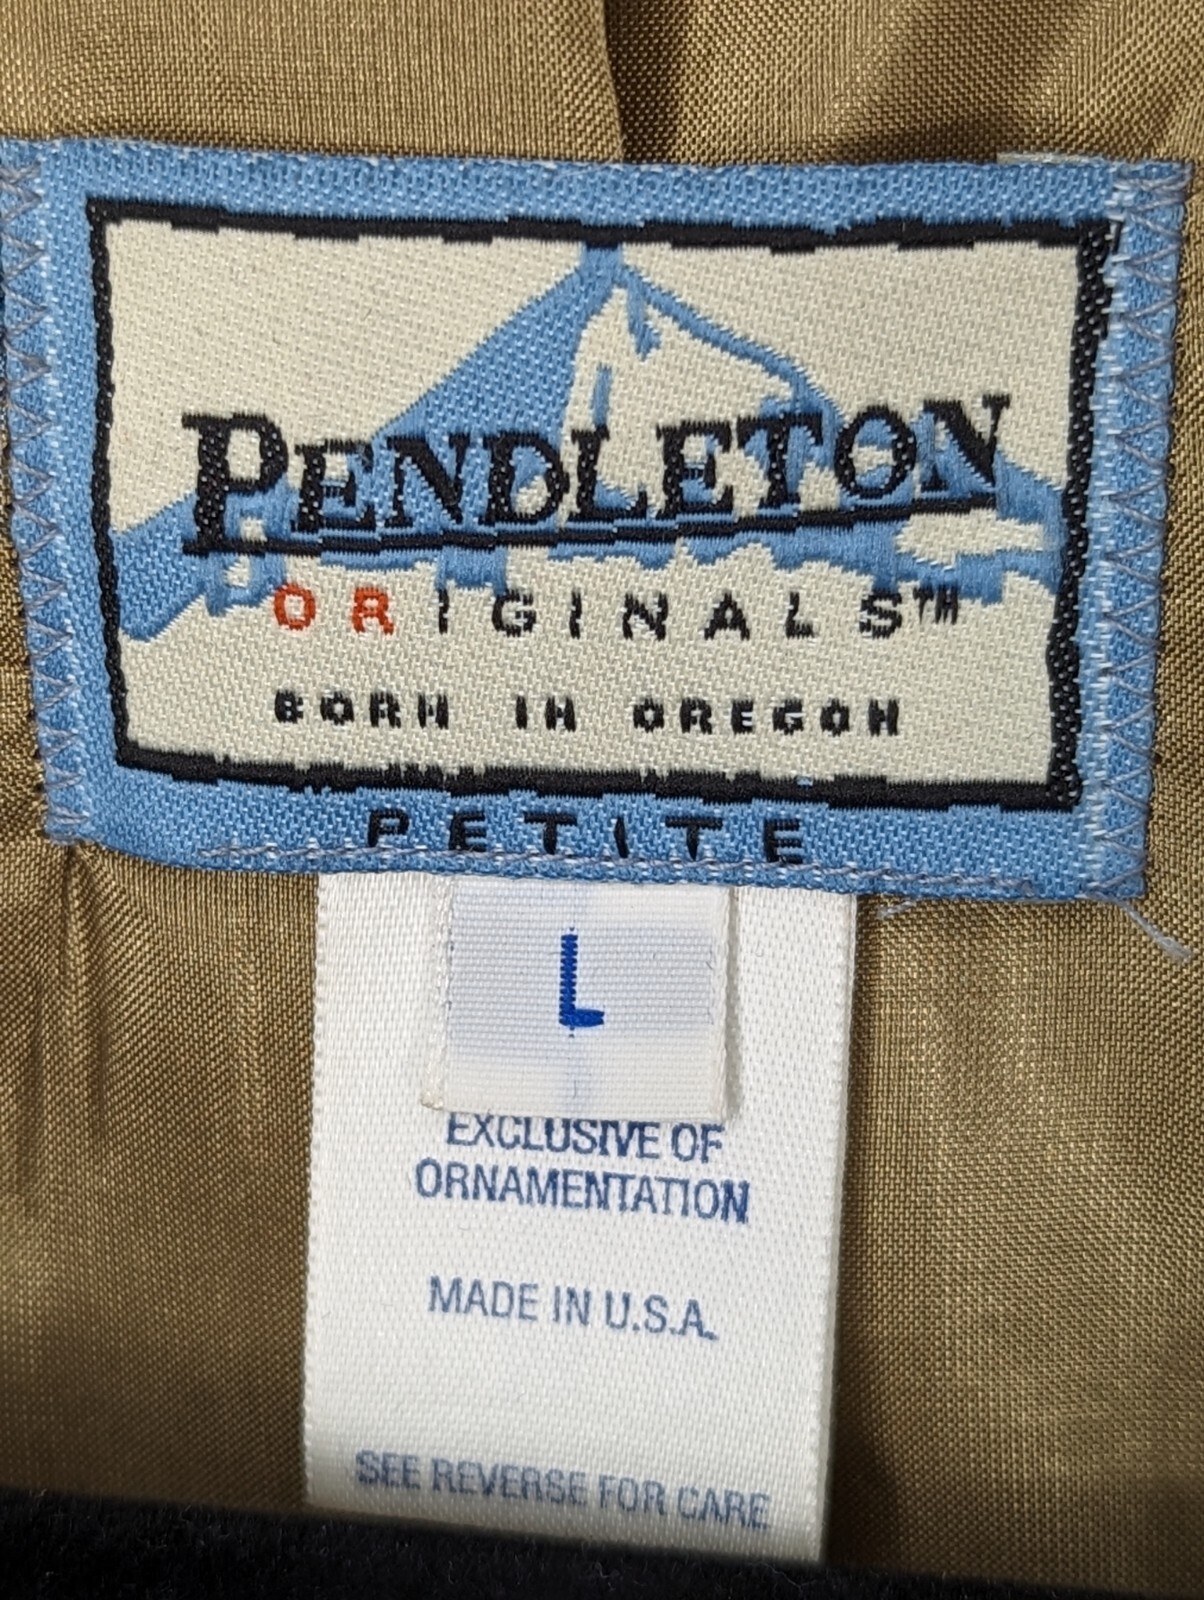 PENDLETON
ORIGINALS™
BORN IN OREGON
PETITE
L
EXCLUSIVE OF
ORNAMENTATION
MADE IN U.S.A.
SEE REVERSE FOR CARE